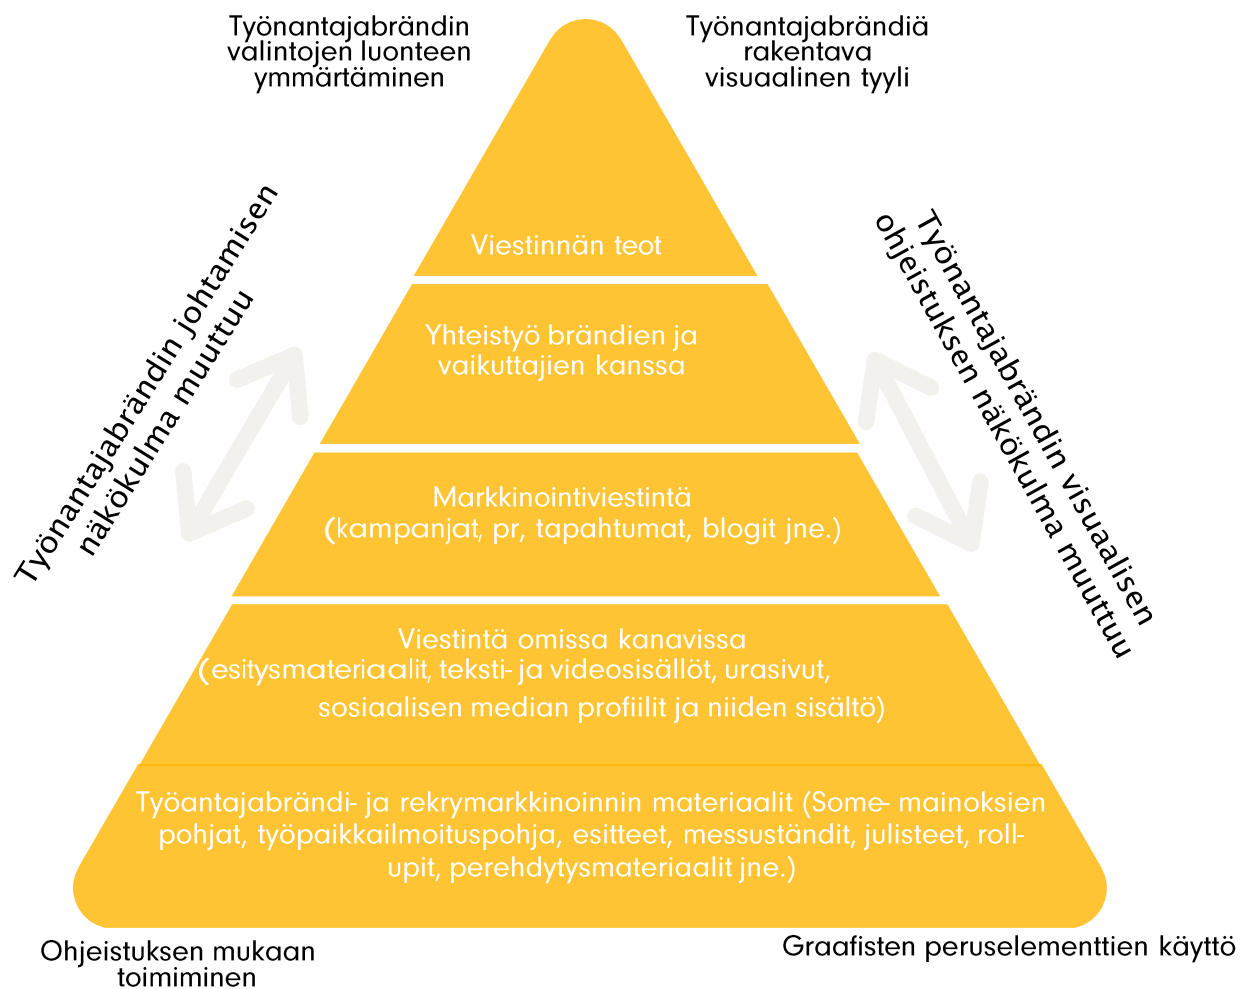 Työnantajabrändin
valintojen luonteen
ymmärtäminen
Työnantajabrändiä
rakentava
visuaalinen tyyli
Työnantajabrändin johtamisen
näkökulma muuttuu
Työnantajabrändin visuaalisen
ohjeistuksen näkökulma muuttuu
Viestinnän teot
Yhteistyö brändien ja
vaikuttajien kanssa
Markkinointiviestintä
(kampanjat, pr, tapahtumat, blogit jne.)
Viestintä omissa kanavissa
(esitysmateriaalit, teksti- ja videosisällöt, urasivut,
sosiaalisen median profiilit ja niiden sisältö)
Työantajabrändi- ja rekrymarkkinoinnin materiaalit (Some- mainoksien
pohjat, työpaikkailmoituspohja, esitteet, messuständit, julisteet, roll-
upit, perehdytysmateriaalit jne.)
Ohjeistuksen mukaan
toimiminen
Graafisten peruselementtien käyttö